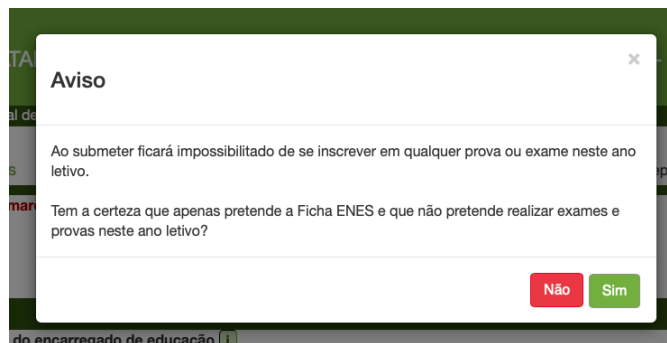 ×
Aviso
Ao submeter ficará impossibilitado de se inscrever em qualquer prova ou exame neste ano
letivo.
Tem a certeza que apenas pretende a Ficha ENES e que não pretende realizar exames e
provas neste ano letivo?
Não Sim
do encarregado de educação i